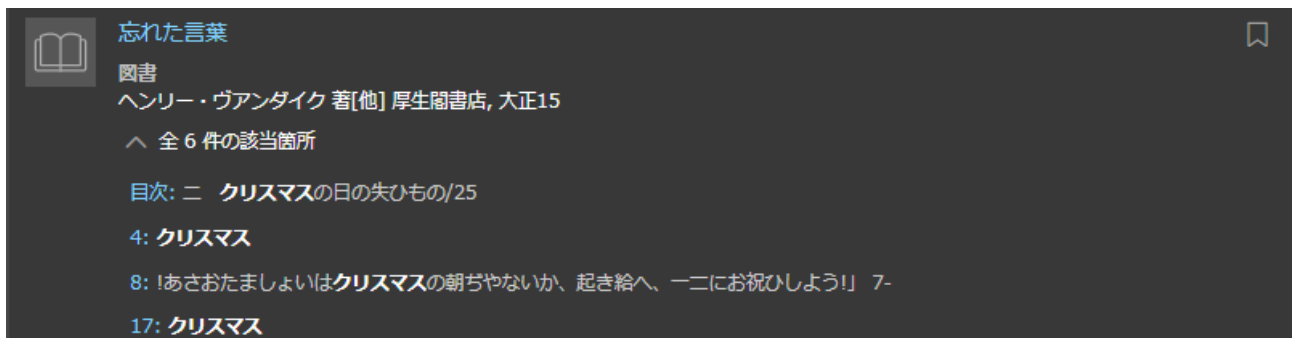 忘れた言葉
図書
ヘンリー・ヴアンダイク 著[他] 厚生閣書店, 大正15
全 6 件の該当箇所
目次: 二 クリスマスの日の失ひもの/25
4: クリスマス
8: !あさおたましょいはクリスマスの朝ぢやないか、起き給へ、一二にお祝ひしよう!」 7-
17: クリスマス